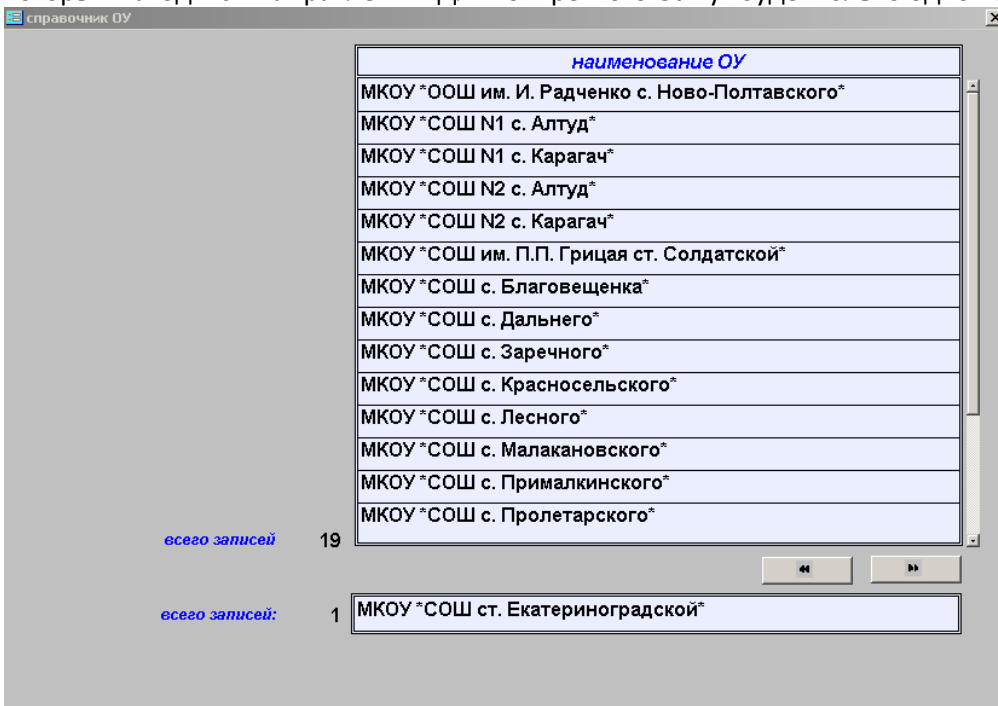 справочник ОУ
наименование ОУ
МКОУ *ООШ им. И. Радченко с. Ново-Полтавского*
МКОУ *СОШ N1 с. Алтуд*
МКОУ *СОШ N1 с. Карагач*
МКОУ *СОШ N2 с. Алтуд*
МКОУ *СОШ N2 с. Карагач*
МКОУ *СОШ им. П.П. Грицая ст. Солдатской*
МКОУ *СОШ с. Благовещенка*
МКОУ *СОШ с. Дальнего*
МКОУ *СОШ с. Заречного*
МКОУ *СОШ с. Красносельского*
МКОУ *СОШ с. Лесного*
МКОУ *СОШ с. Малакановского*
МКОУ *СОШ с. Прималкинского*
МКОУ *СОШ с. Пролетарского*
всего записей 19
всего записей: 1 МКОУ *СОШ ст. Екатериноградской*